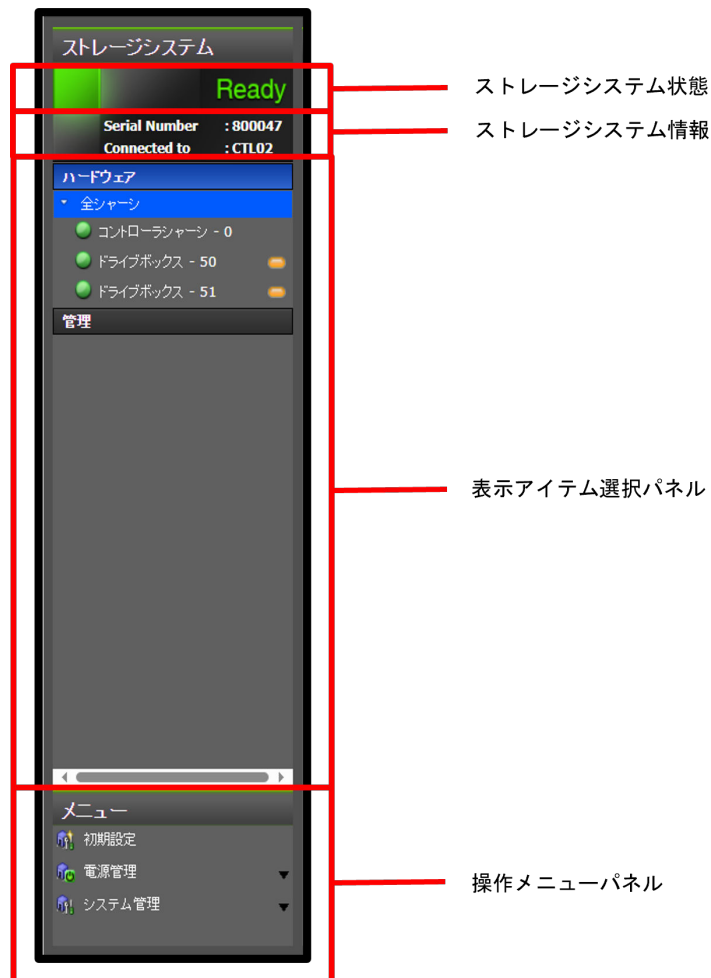 ストレージシステム
Ready
ストレージシステム状態
Serial Number : 800047
ストレージシステム情報
Connected to : CTL02
ハードウェア
全シャーシ
コントローラシャーシ - 0
ドライブボックス - 50
ドライブボックス - 51
管理
表示アイテム選択パネル
メニュー
初期設定
電源管理
操作メニューパネル
システム管理